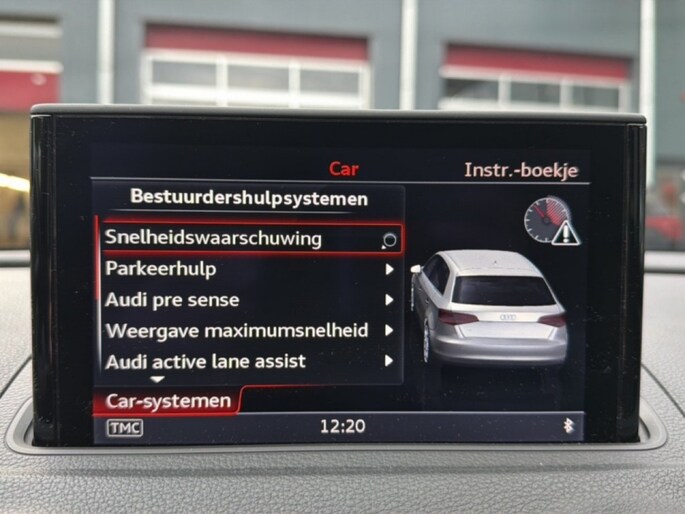 Car
Instr.-boekje
Bestuurdershulpsystemen
Snelheidswaarschuwing
Parkeerhulp
Audi pre sense
Weergave maximumsnelheid
Audi active lane assist
Car-systemen
TMC
12:20